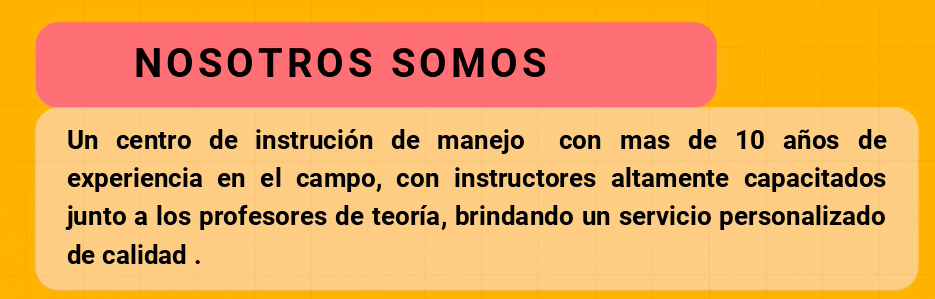 NOSOTROS SOMOS
Un centro de instrución de manejo con mas de 10 años de
experiencia en el campo, con instructores altamente capacitados
junto a los profesores de teoría, brindando un servicio personalizado
de calidad .